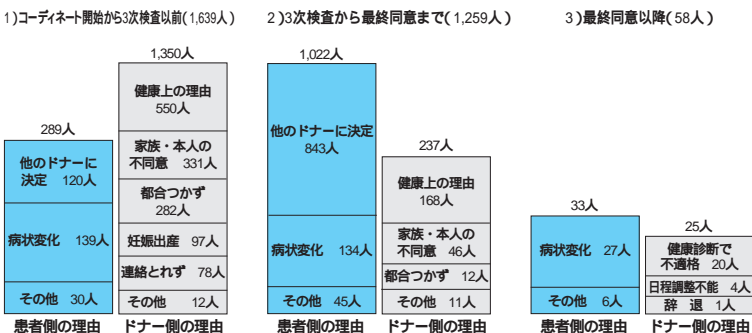 1)コーディネート開始から3次検査以前(1,639人)
289人
他のドナーに
決定 120人
病状変化 139人
その他 30人
患者側の理由
1,350人
健康上の理由
550人
家族・本人の
不同意 331人
都合つかず
282人
妊娠出産 97人
連絡とれず 78人
その他 12人
ドナー側の理由
2)3次検査から最終同意まで(1,259人)
1,022人
他のドナーに決定
843人
病状変化 134人
その他 45人
患者側の理由
237人
健康上の理由
168人
家族・本人の
不同意 46人
都合つかず 12人
その他 11人
ドナー側の理由
3)最終同意以降(58人)
33人
病状変化 27人
その他 6人
患者側の理由
25人
健康診断で
不適格 20人
日程調整不能 4人
辞 退 1人
ドナー側の理由